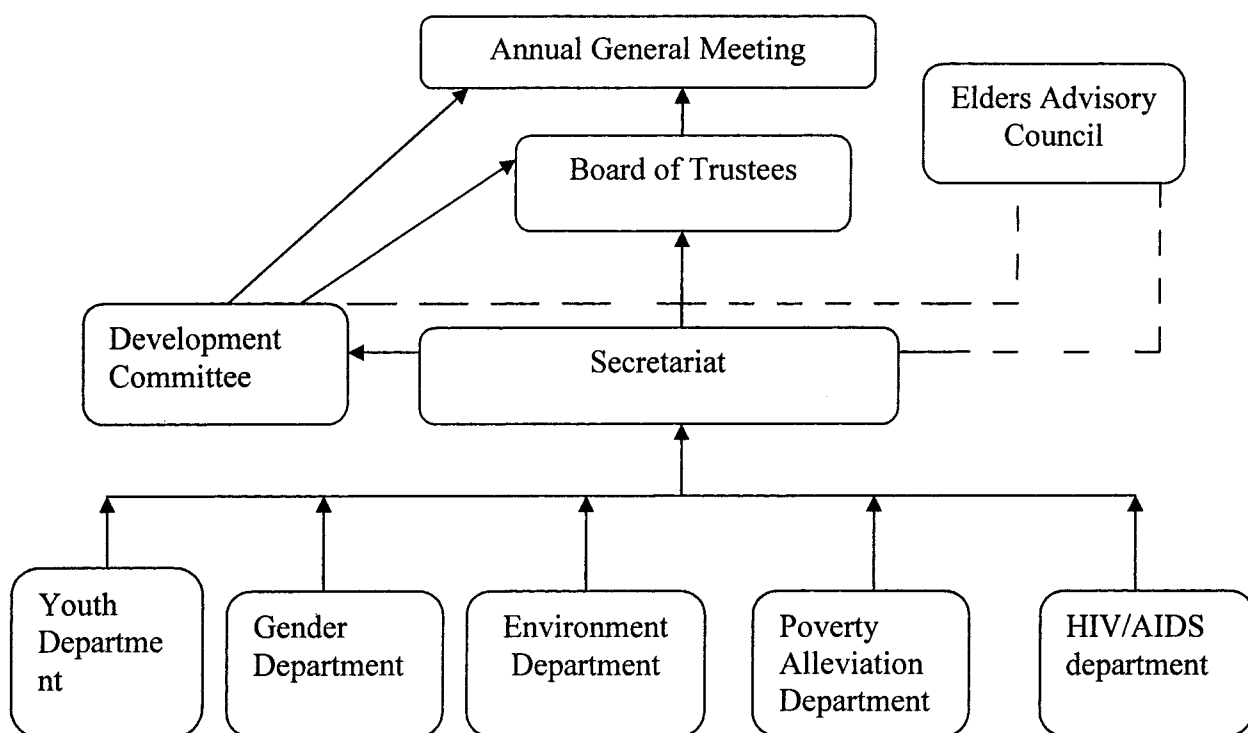 Annual General Meeting
Elders Advisory
Council
Board of Trustees
Development
Committee
Secretariat
Youth
Departme
nt
Gender
Department
Environment
Department
Poverty
Alleviation
Department
HIV/AIDS
department